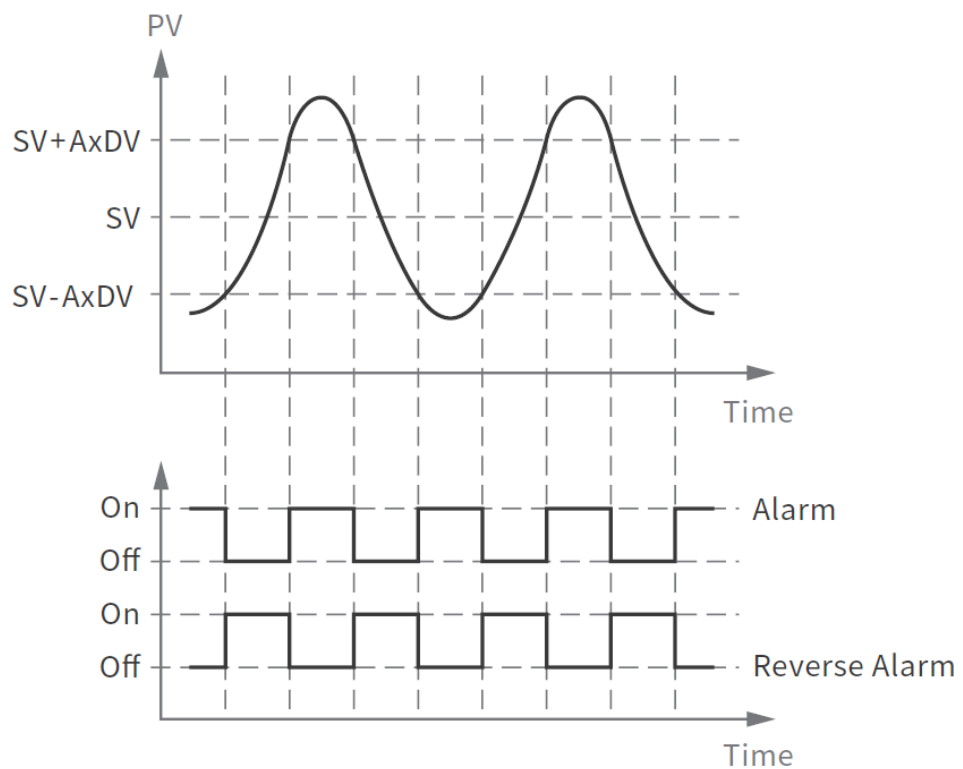 PV
SV+AxDV
SV
SV-AxDV
Time
On
Alarm
Off
On
Off
Reverse Alarm
Time